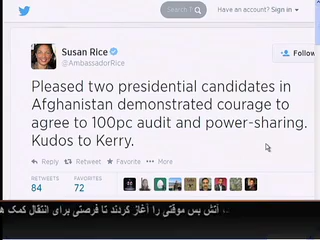 Search T
Have an account? Sign in
Susan Rice
@AmbassadorRice
Follow
Pleased two presidential candidates in
Afghanistan demonstrated courage to
agree to 100pc audit and power-sharing.
Kudos to Kerry.
Reply Retweet Favorite More
RETWEETS FAVORITES
84 72
آتش بس موقتی را آغاز کردند تا فرصتی برای انتقال کمک ه